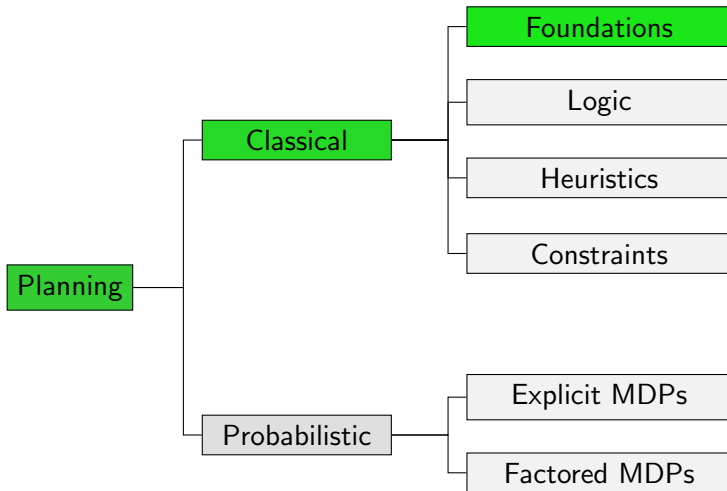 Foundations
Logic
Classical
Heuristics
Constraints
Planning
Explicit MDPs
Probabilistic
Factored MDPs